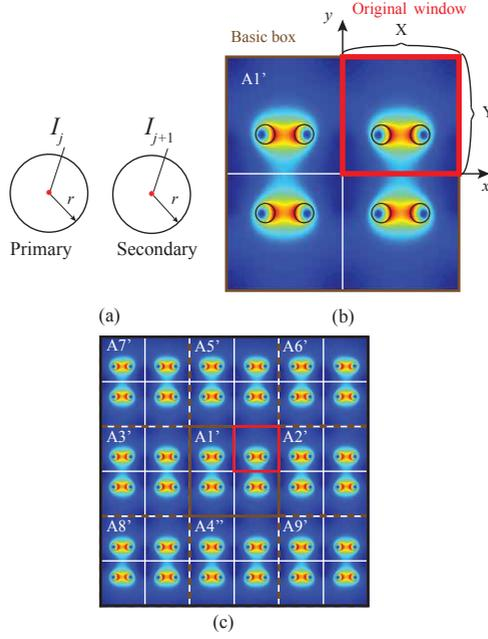 Original window
y
X
Basic box
A1'
Y
I_j
I_{j+1}
r
r
x
Primary
Secondary
(a)
(b)
A7'
A5'
A6'
A3'
A1'
A2'
A8'
A4''
A9'
(c)